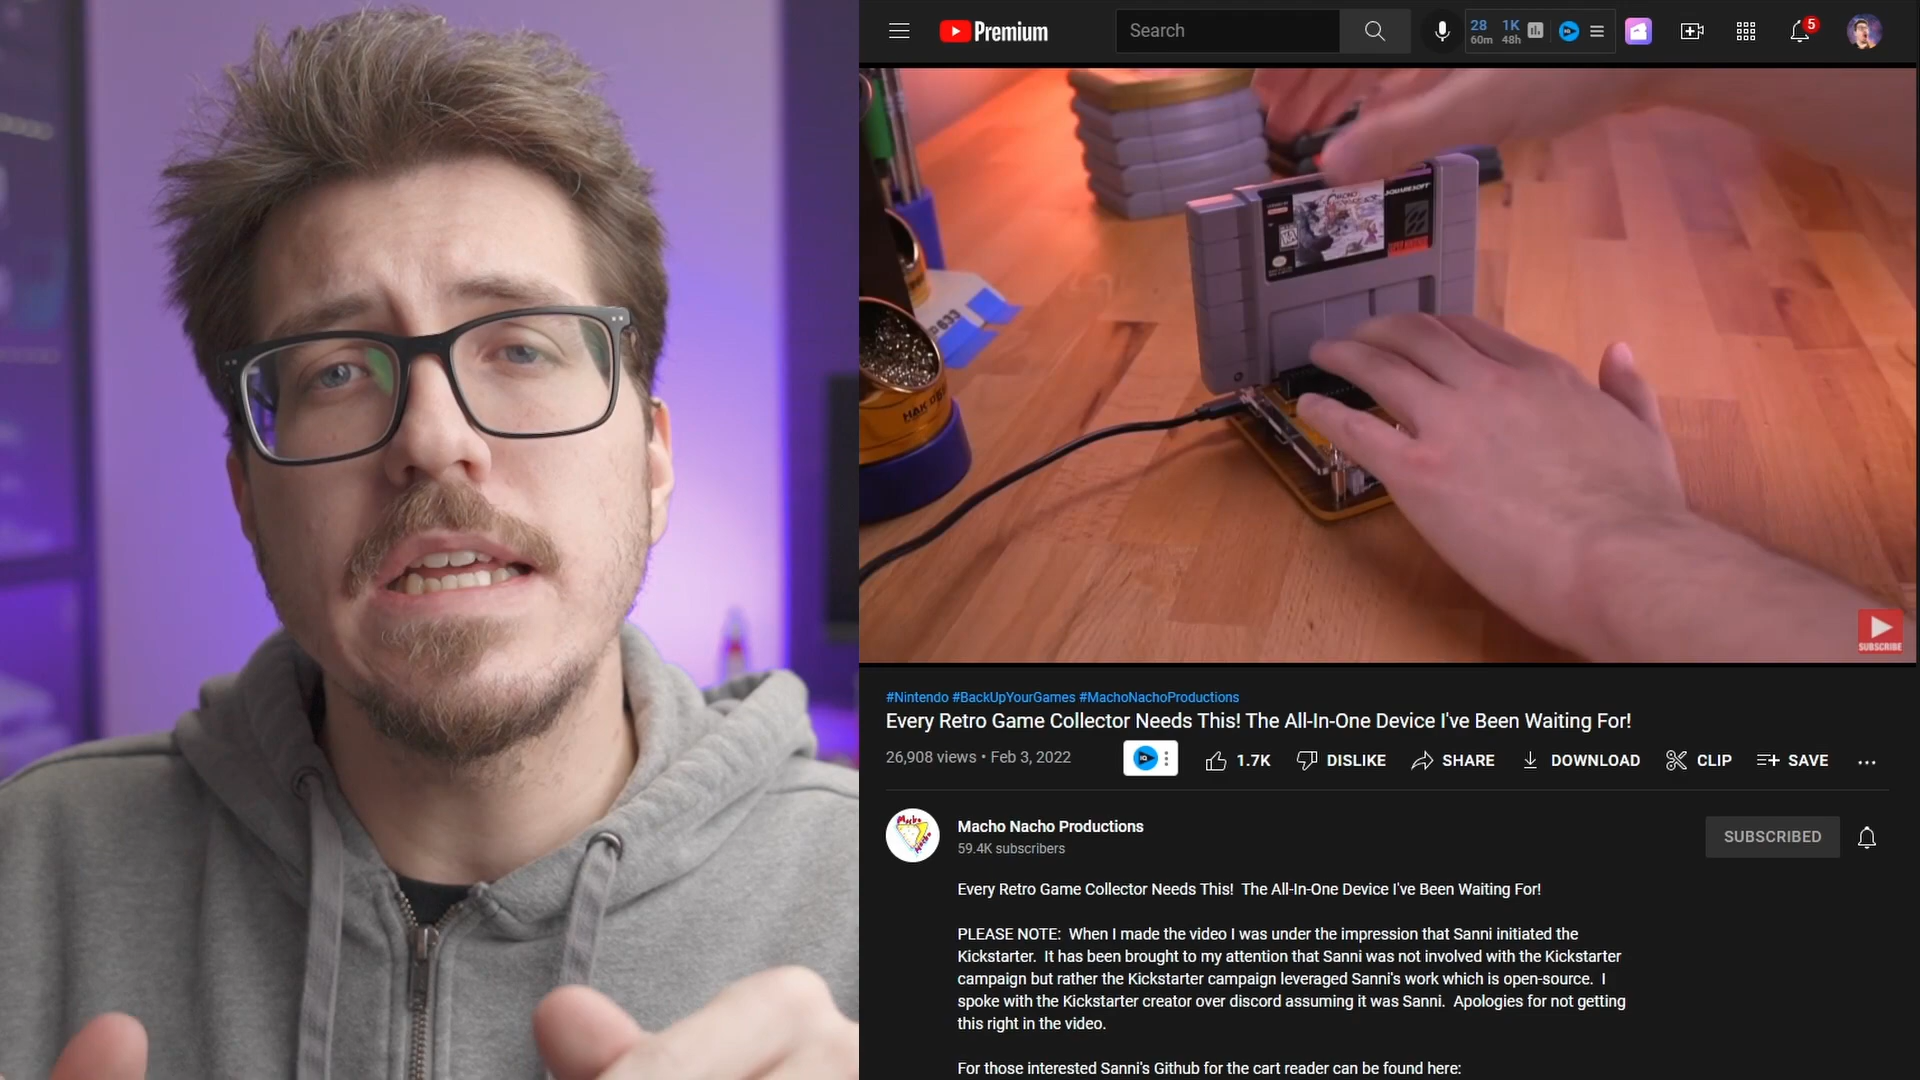 Premium
Search
28 1K
60m 48h
5
SQUARESOFT
833
SUBSCRIBE
#Nintendo #BackUpYourGames #MachoNachoProductions
Every Retro Game Collector Needs This! The All-In-One Device I've Been Waiting For!
26,908 views • Feb 3, 2022
1.7K DISLIKE SHARE DOWNLOAD CLIP SAVE
Macho Nacho Productions
59.4K subscribers
SUBSCRIBED
Every Retro Game Collector Needs This! The All-In-One Device I've Been Waiting For!
PLEASE NOTE: When I made the video I was under the impression that Sanni initiated the
Kickstarter. It has been brought to my attention that Sanni was not involved with the Kickstarter
campaign but rather the Kickstarter campaign leveraged Sanni's work which is open-source. I
spoke with the Kickstarter creator over discord assuming it was Sanni. Apologies for not getting
this right in the video.
For those interested Sanni's Github for the cart reader can be found here: